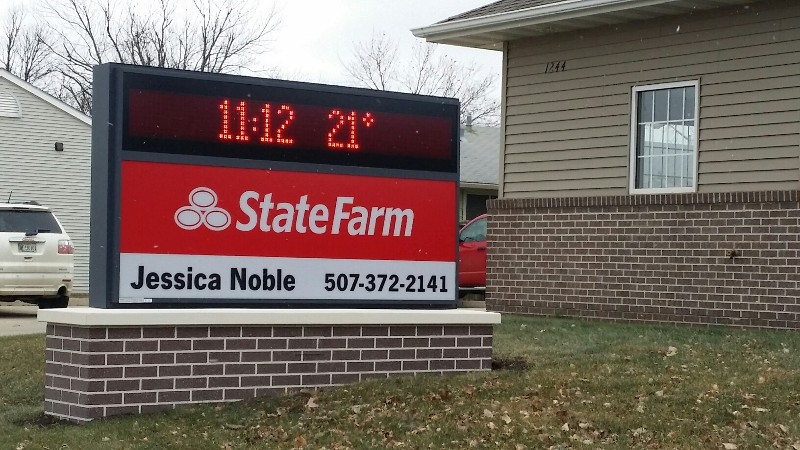 1244
11:12 21°
StateFarm
Jessica Noble 507-372-2141